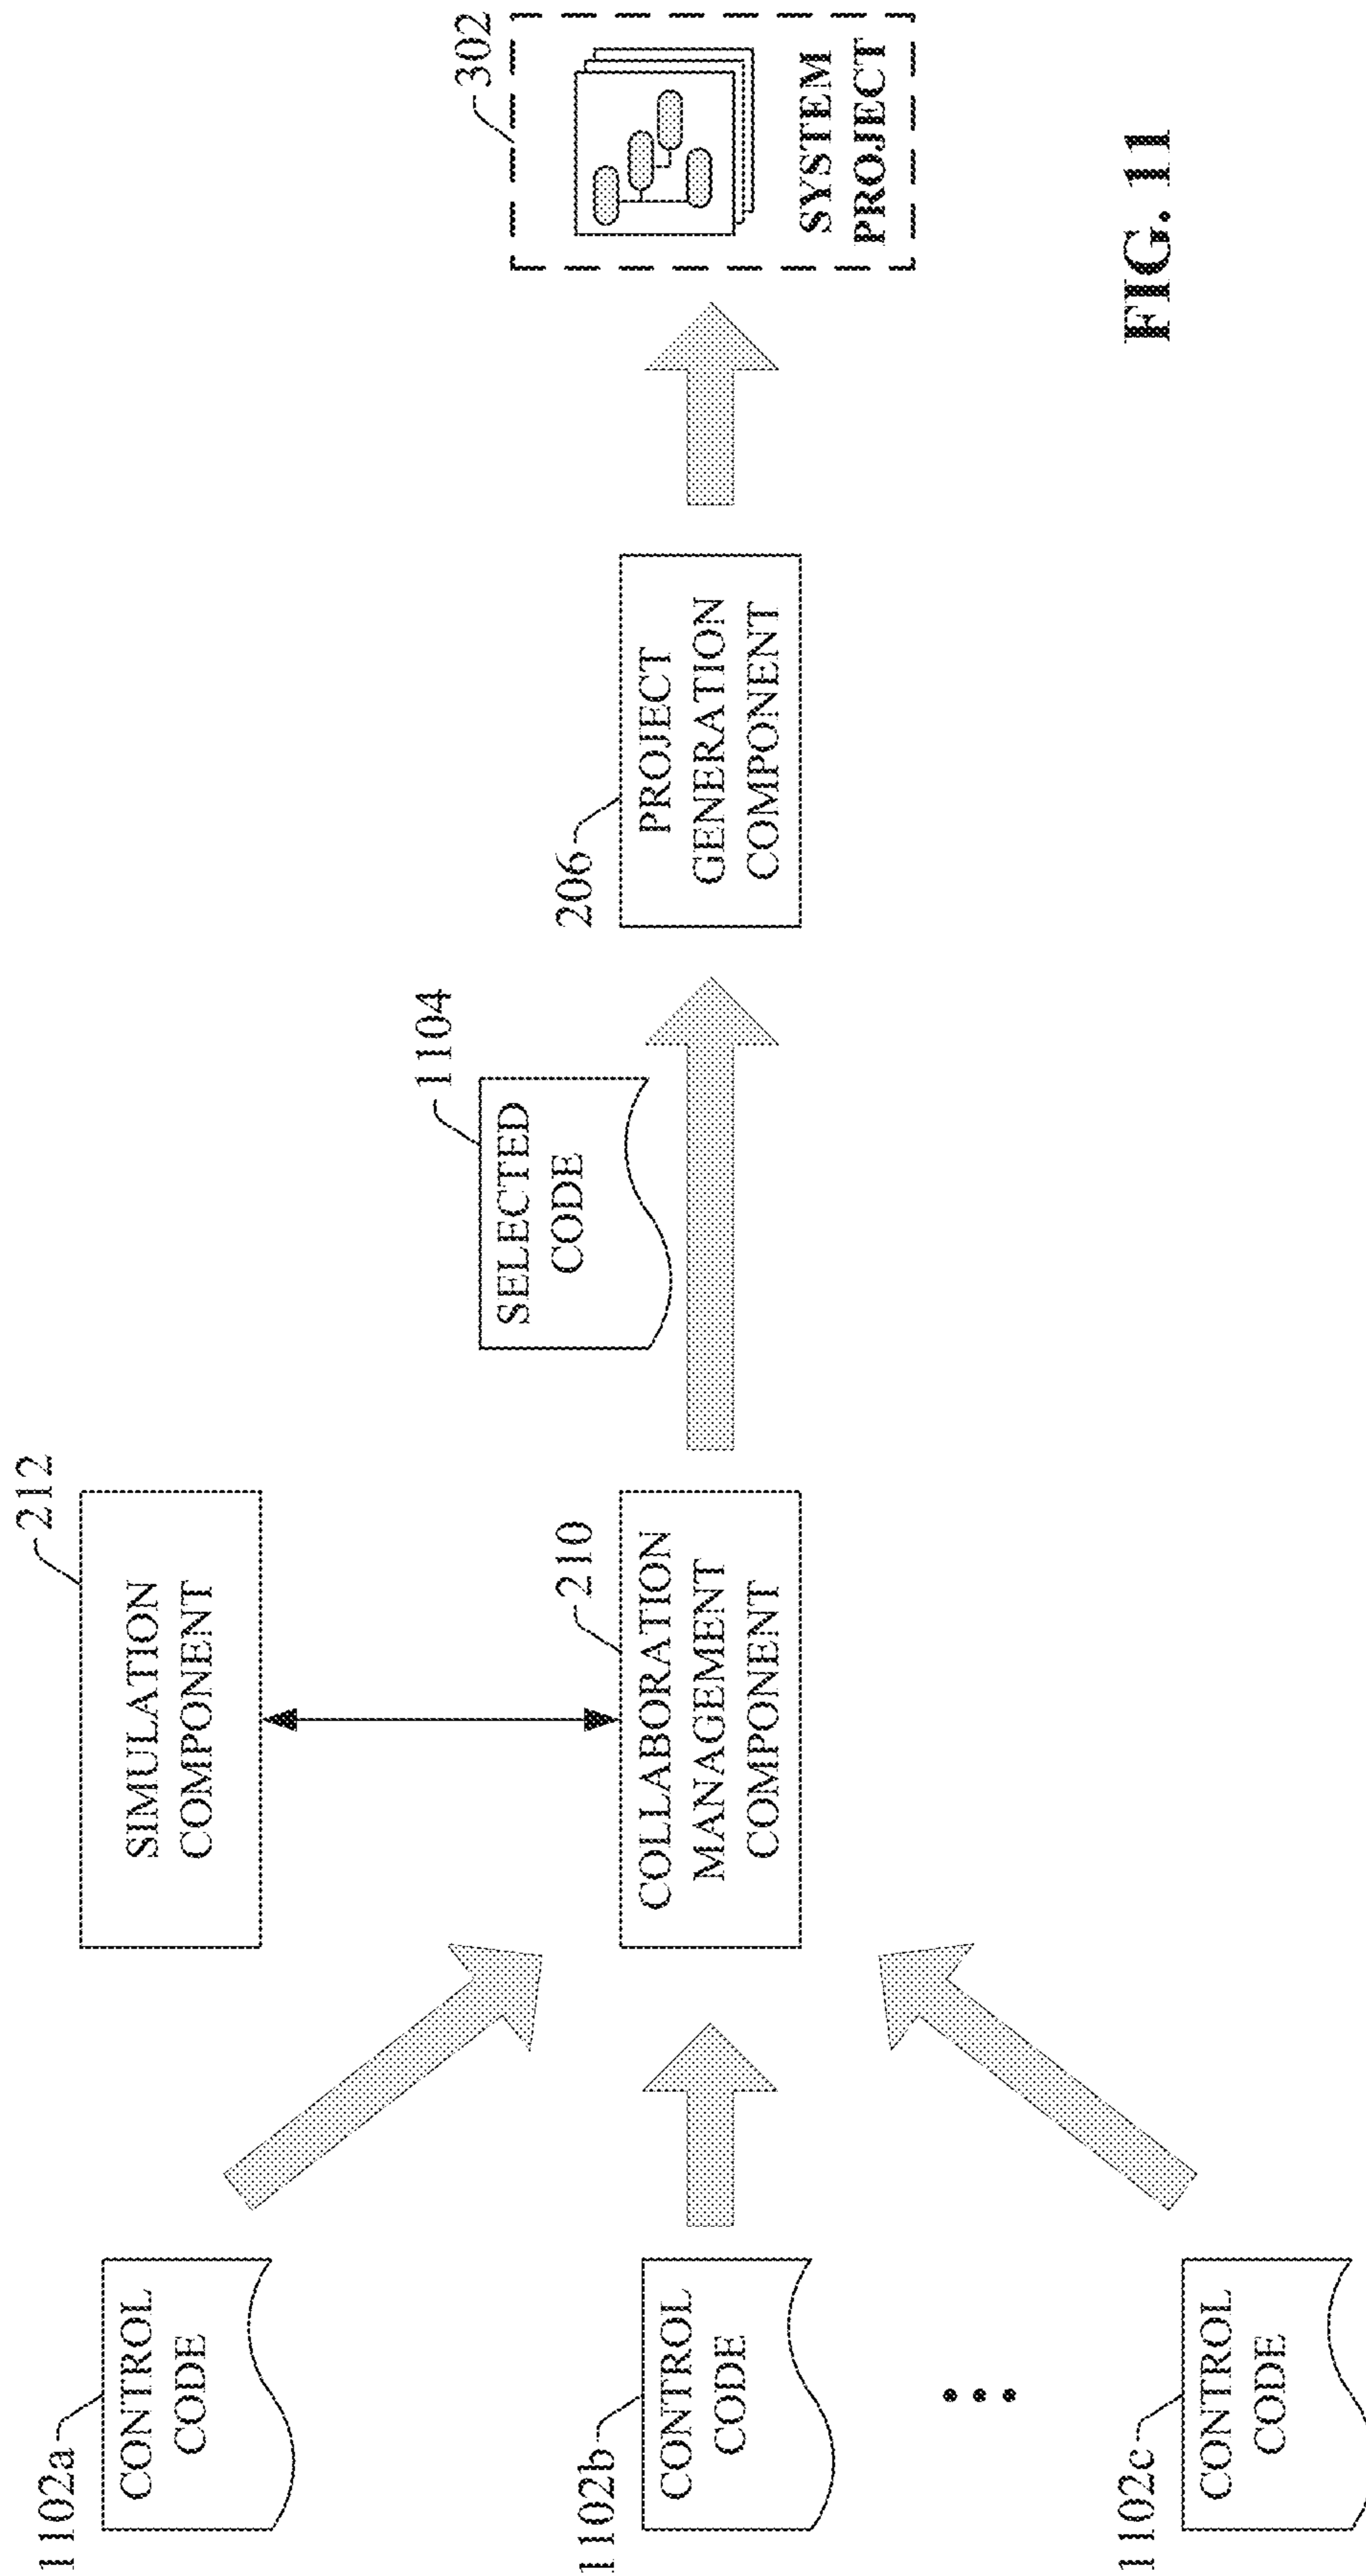 1102a
CONTROL
CODE
1102b
CONTROL
CODE
1102c
CONTROL
CODE
212
SIMULATION
COMPONENT
210
COLLABORATION
MANAGEMENT
COMPONENT
1104
SELECTED
CODE
206
PROJECT
GENERATION
COMPONENT
302
SYSTEM
PROJECT
FIG. 11